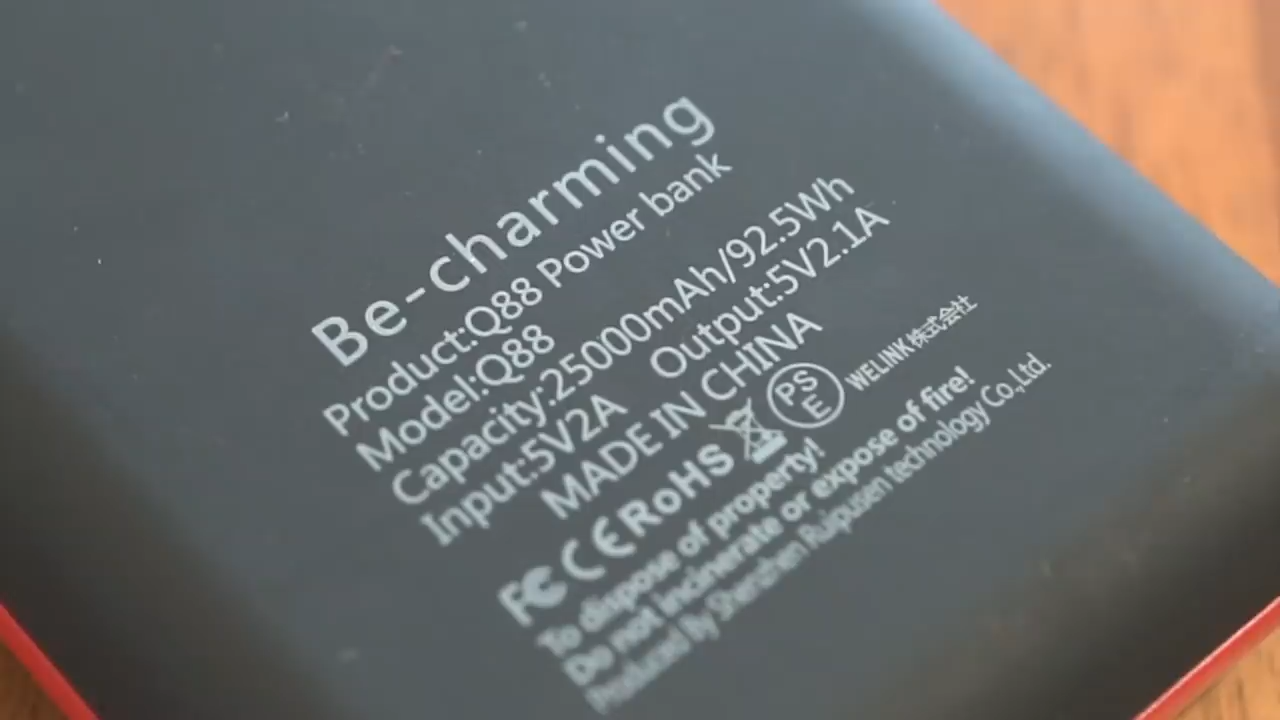 Be-charming
Product:Q88 Power bank
Model:Q88
Capacity:25000mAh/92.5Wh
Input:5V2A Output:5V2.1A
MADE IN CHINA
FC CE RoHS PSE WELINK株式会社
To dispose of property!
Do not incinerate or expose of fire!
Produced By Shenzhen Ruipusen technology Co.,Ltd.